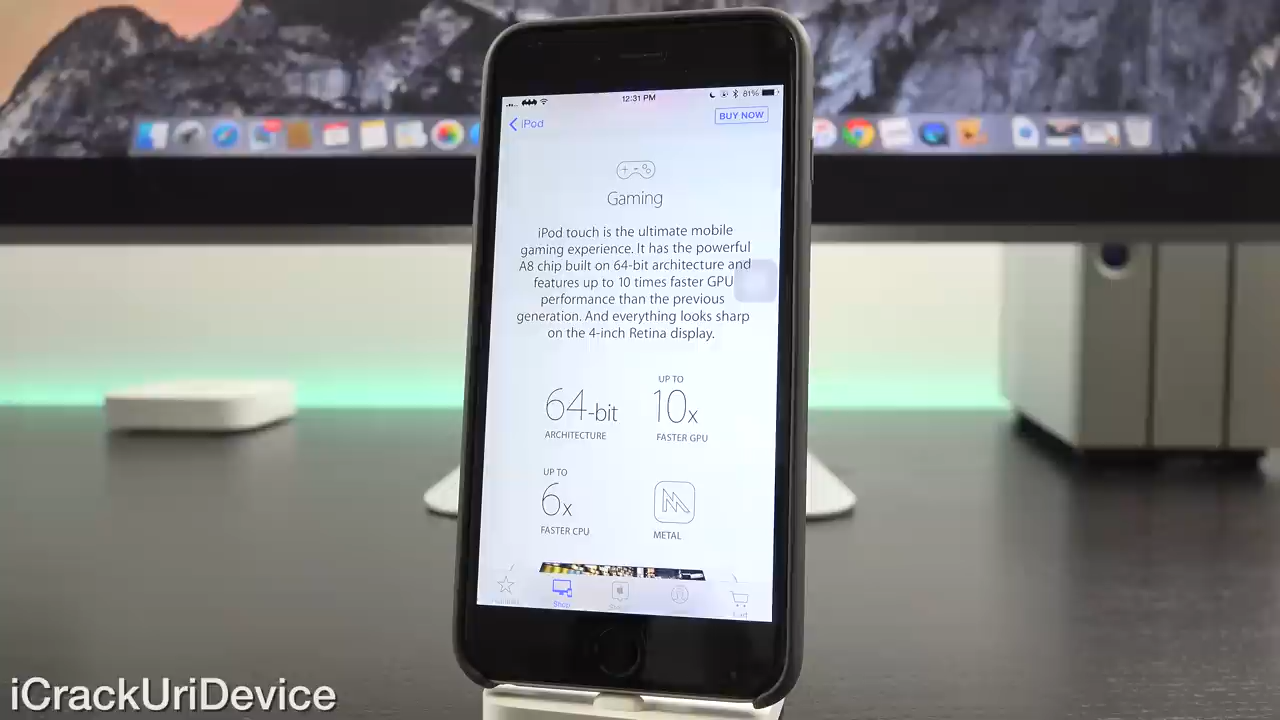 12:31 PM
81%
iPod
BUY NOW
Gaming
iPod touch is the ultimate mobile
gaming experience. It has the powerful
A8 chip built on 64-bit architecture and
features up to 10 times faster GPU
performance than the previous
generation. And everything looks sharp
on the 4-inch Retina display.
64-bit
ARCHITECTURE
UP TO
10x
FASTER GPU
UP TO
6x
FASTER CPU
METAL
Shop
Cart
iCrackUriDevice